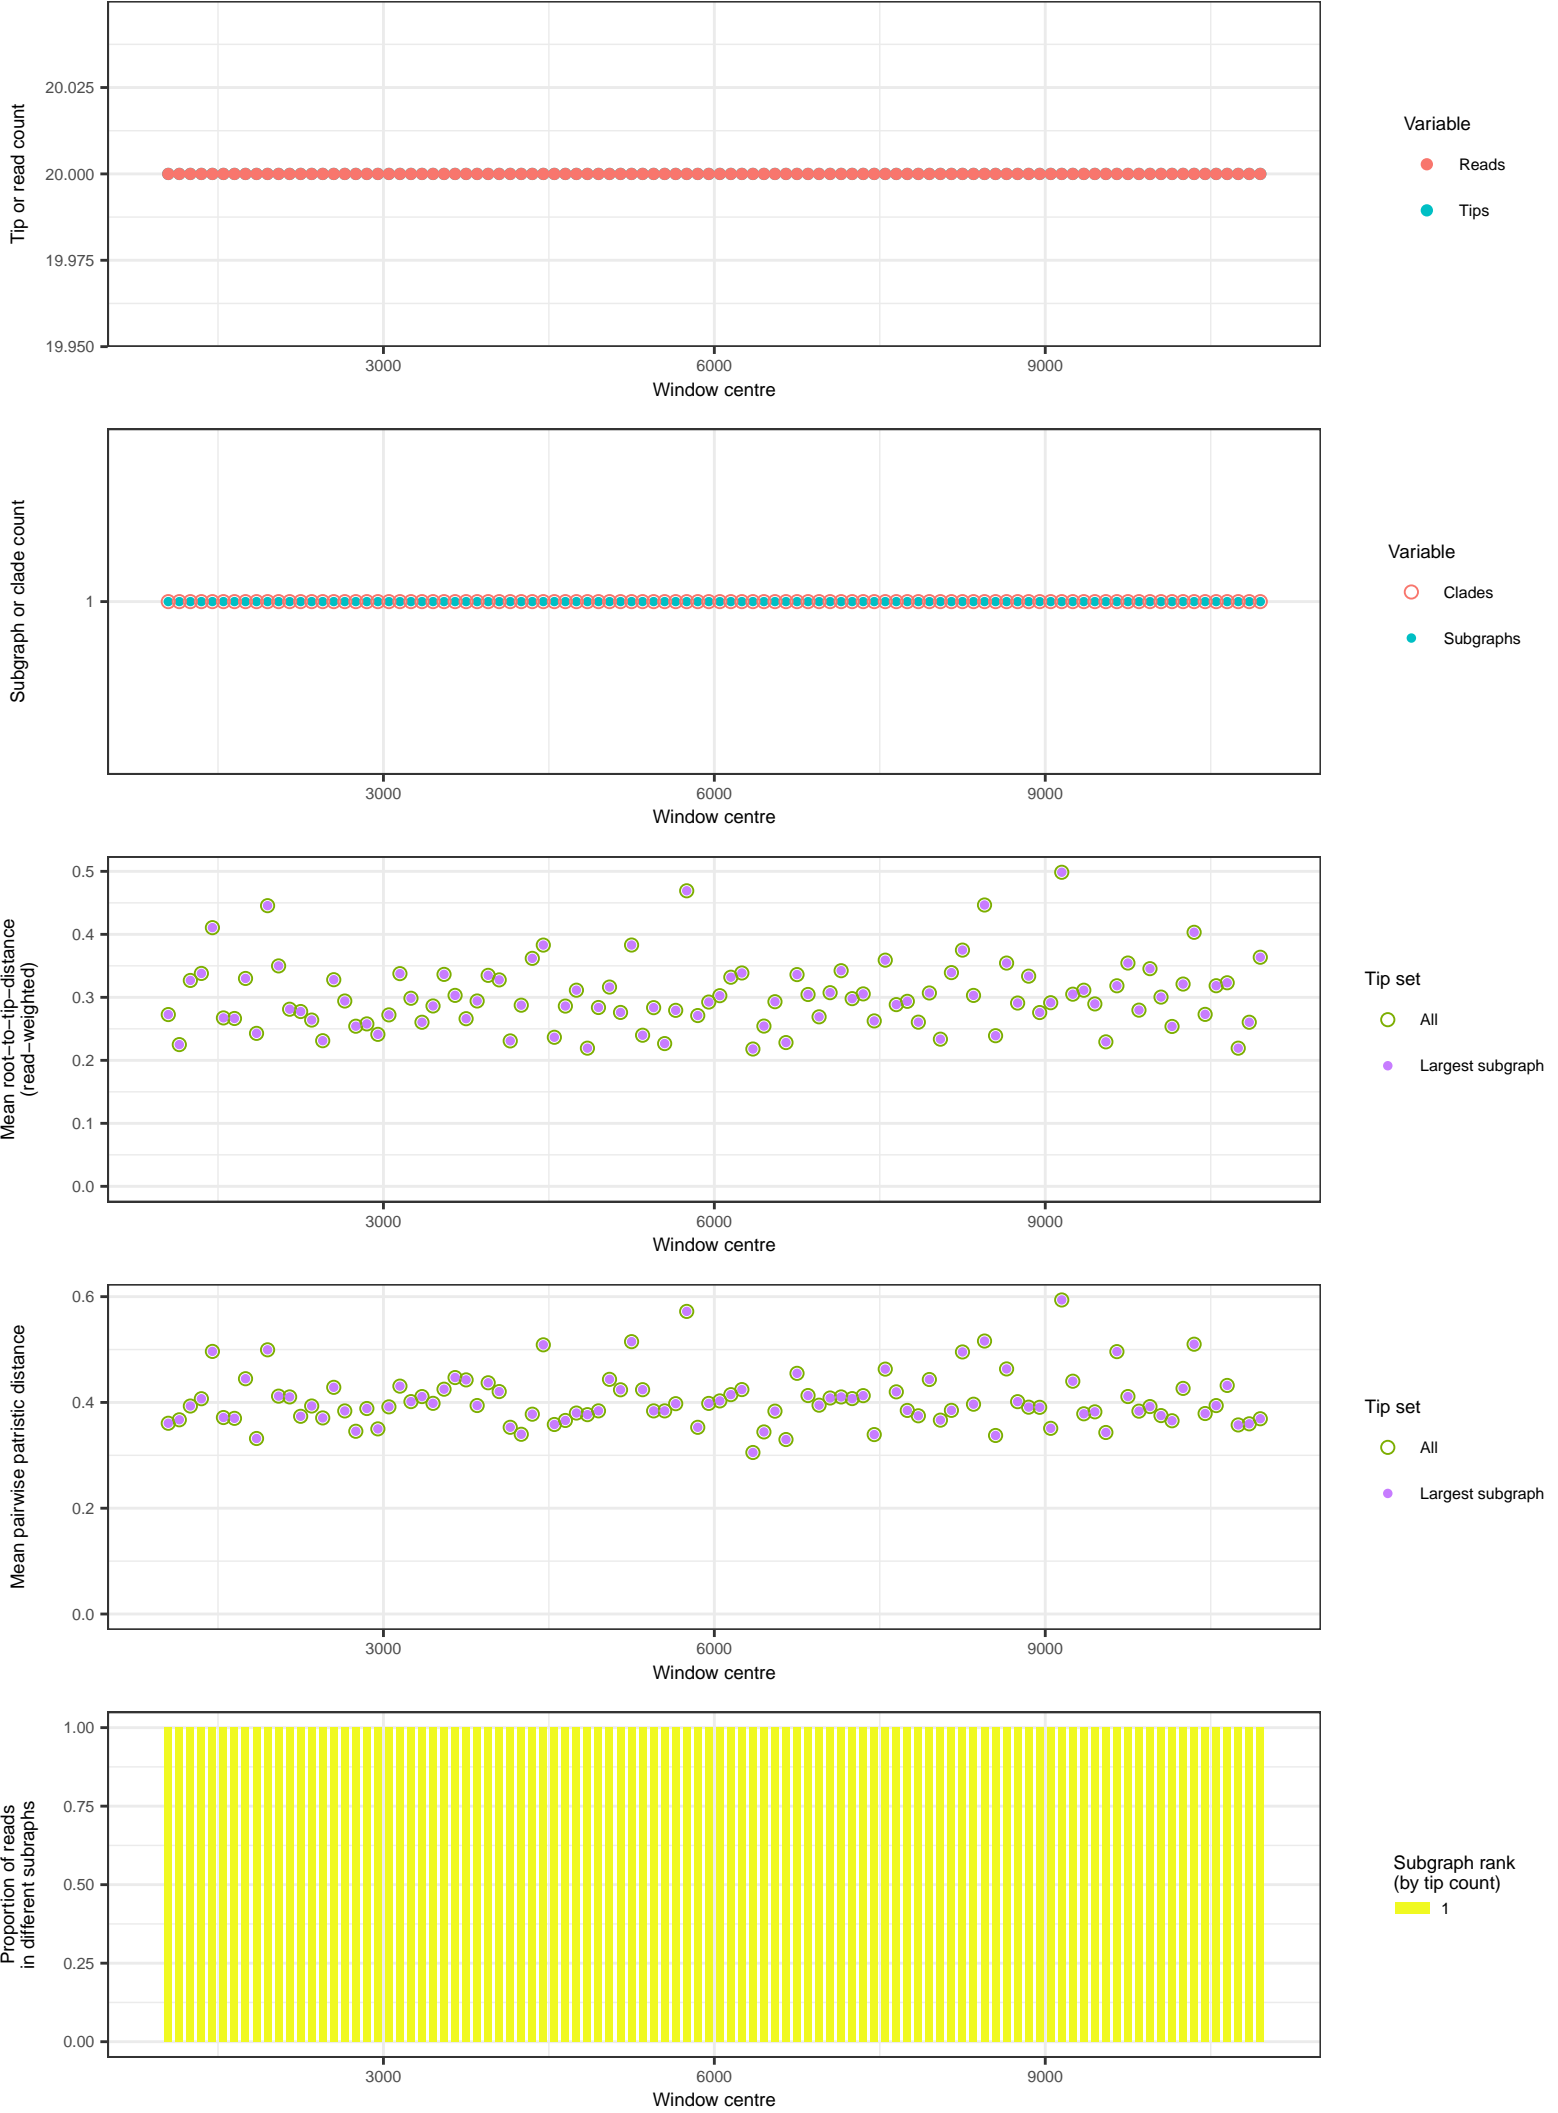 Tip or read count
20.025
20.000
19.975
19.950
3000
6000
9000
Window centre
Variable
Reads
Tips
Subgraph or clade count
1
3000
6000
9000
Window centre
Variable
Clades
Subgraphs
Mean root−to−tip−distance
(read−weighted)
0.5
0.4
0.3
0.2
0.1
0.0
3000
6000
9000
Window centre
Tip set
All
Largest subgraph
Mean pairwise patristic distance
0.6
0.4
0.2
0.0
3000
6000
9000
Window centre
Tip set
All
Largest subgraph
Proportion of reads
in different subraphs
1.00
0.75
0.50
0.25
0.00
3000
6000
9000
Window centre
Subgraph rank
(by tip count)
1